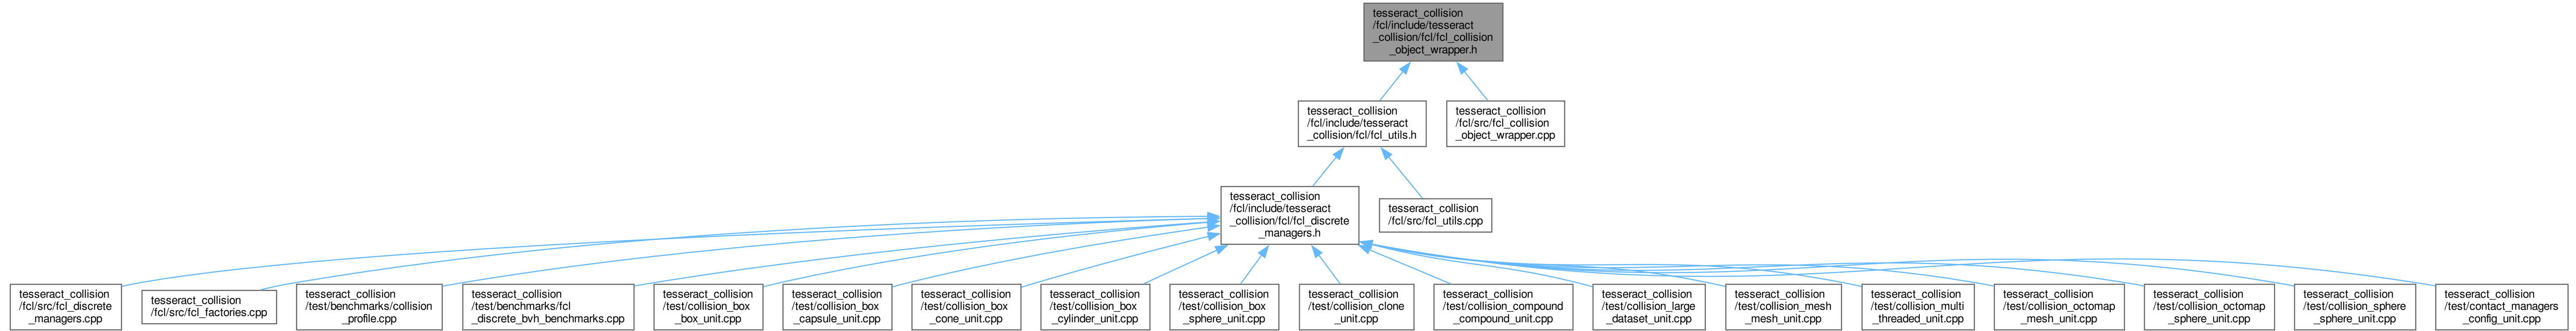 tesseract_collision
/fcl/include/tesseract
_collision/fcl/fcl_collision
_object_wrapper.h
tesseract_collision
/fcl/include/tesseract
_collision/fcl/fcl_utils.h
tesseract_collision
/fcl/src/fcl_collision
_object_wrapper.cpp
tesseract_collision
/fcl/include/tesseract
_collision/fcl/fcl_discrete
_managers.h
tesseract_collision
/fcl/src/fcl_utils.cpp
tesseract_collision
/fcl/src/fcl_discrete
_managers.cpp
tesseract_collision
/fcl/src/fcl_factories.cpp
tesseract_collision
/test/benchmarks/collision
_profile.cpp
tesseract_collision
/test/benchmarks/fcl
_discrete_bvh_benchmarks.cpp
tesseract_collision
/test/collision_box
_box_unit.cpp
tesseract_collision
/test/collision_box
_capsule_unit.cpp
tesseract_collision
/test/collision_box
_cone_unit.cpp
tesseract_collision
/test/collision_box
_cylinder_unit.cpp
tesseract_collision
/test/collision_box
_sphere_unit.cpp
tesseract_collision
/test/collision_clone
_unit.cpp
tesseract_collision
/test/collision_compound
_compound_unit.cpp
tesseract_collision
/test/collision_large
_dataset_unit.cpp
tesseract_collision
/test/collision_mesh
_mesh_unit.cpp
tesseract_collision
/test/collision_multi
_threaded_unit.cpp
tesseract_collision
/test/collision_octomap
_mesh_unit.cpp
tesseract_collision
/test/collision_octomap
_sphere_unit.cpp
tesseract_collision
/test/collision_sphere
_sphere_unit.cpp
tesseract_collision
/test/contact_managers
_config_unit.cpp